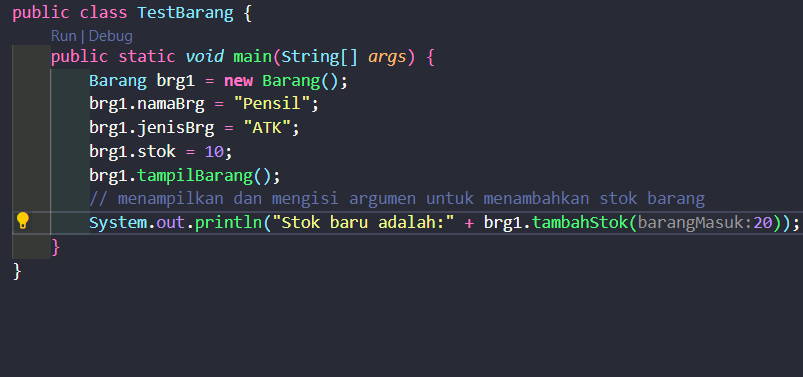 public class TestBarang {
Run | Debug
public static void main(String[] args) {
Barang brg1 = new Barang();
brg1.namaBrg = "Pensil";
brg1.jenisBrg = "ATK";
brg1.stok = 10;
brg1.tampilBarang();
// menampilkan dan mengisi argumen untuk menambahkan stok barang
System.out.println("Stok baru adalah:" + brg1.tambahStok(barangMasuk:20));
}
}